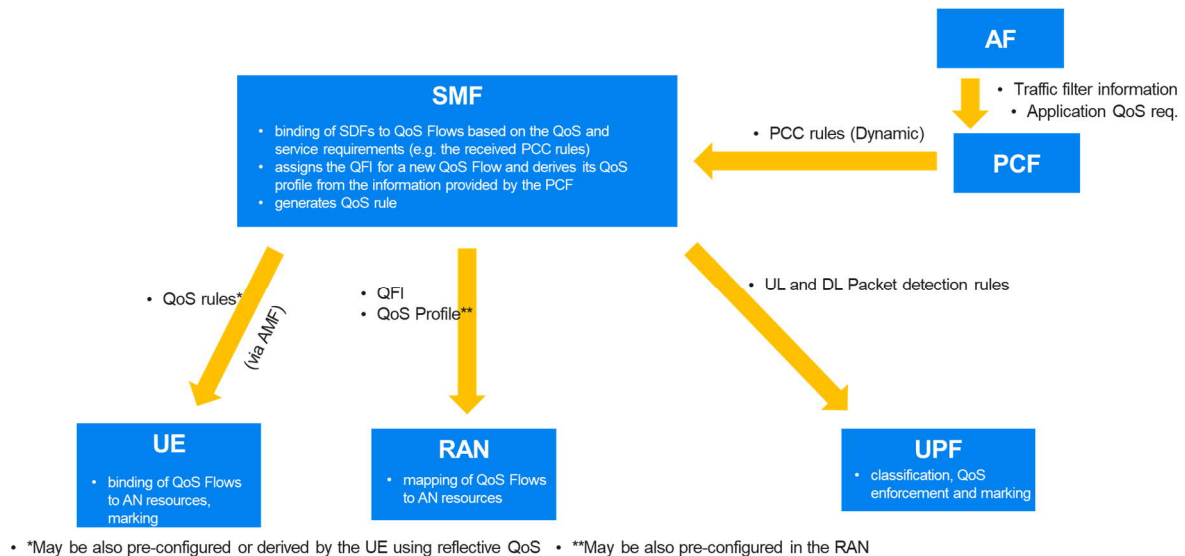 AF
• Traffic filter information
• Application QoS req.
SMF
• binding of SDFs to QoS Flows based on the QoS and
service requirements (e.g. the received PCC rules)
• assigns the QFI for a new QoS Flow and derives its QoS
profile from the information provided by the PCF
• generates QoS rule
• PCC rules (Dynamic)
PCF
• QoS rules*
(via AMF)
• QFI
• QoS Profile**
• UL and DL Packet detection rules
UE
• binding of QoS Flows
to AN resources,
marking
RAN
• mapping of QoS Flows
to AN resources
UPF
• classification, QoS
enforcement and marking
• *May be also pre-configured or derived by the UE using reflective QoS
• **May be also pre-configured in the RAN